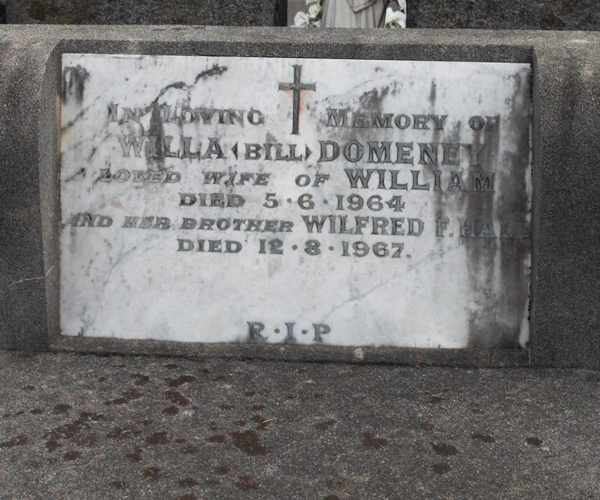 IN LOVING MEMORY OF
WILLA (BILL) DOMENEY
LOVED WIFE OF WILLIAM
DIED 5·6·1964
AND HER BROTHER WILFRED F.
DIED 12·8·1967.
R·I·P